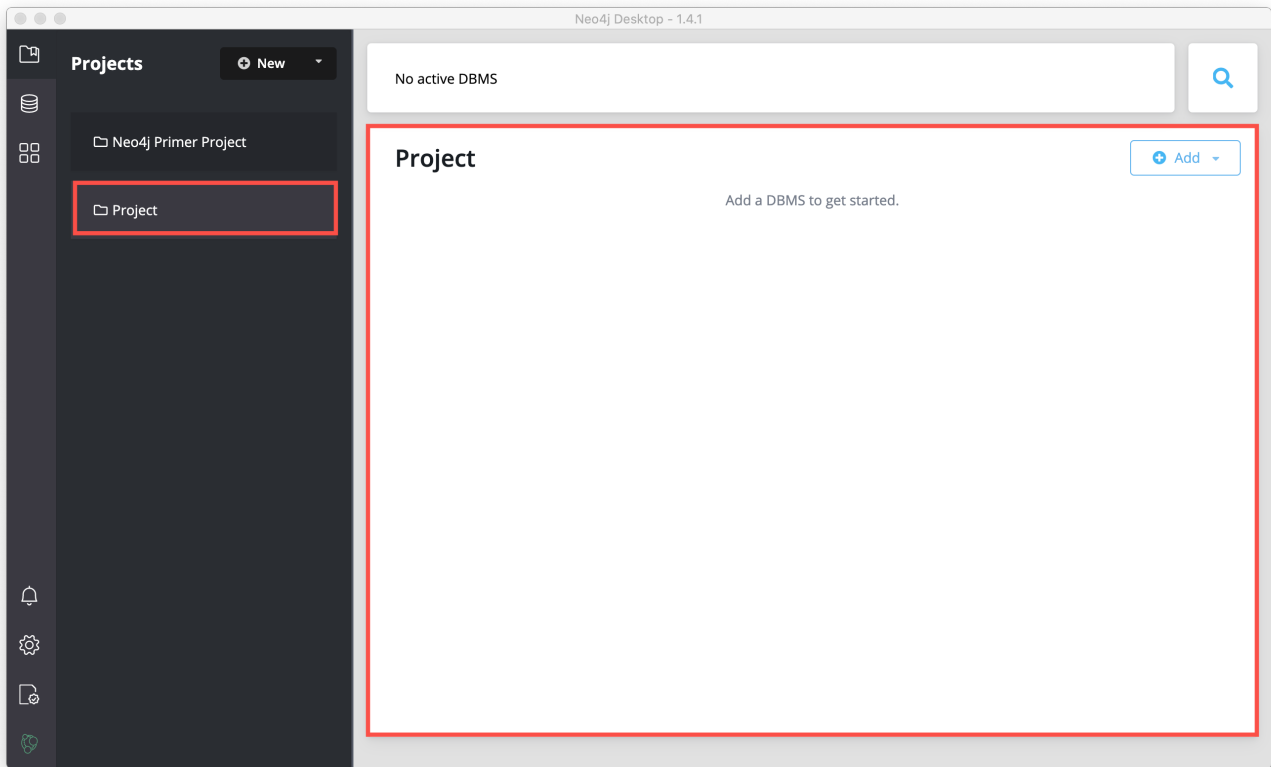 Neo4j Desktop - 1.4.1
Projects
New
Neo4j Primer Project
Project
No active DBMS
Project
Add
Add a DBMS to get started.